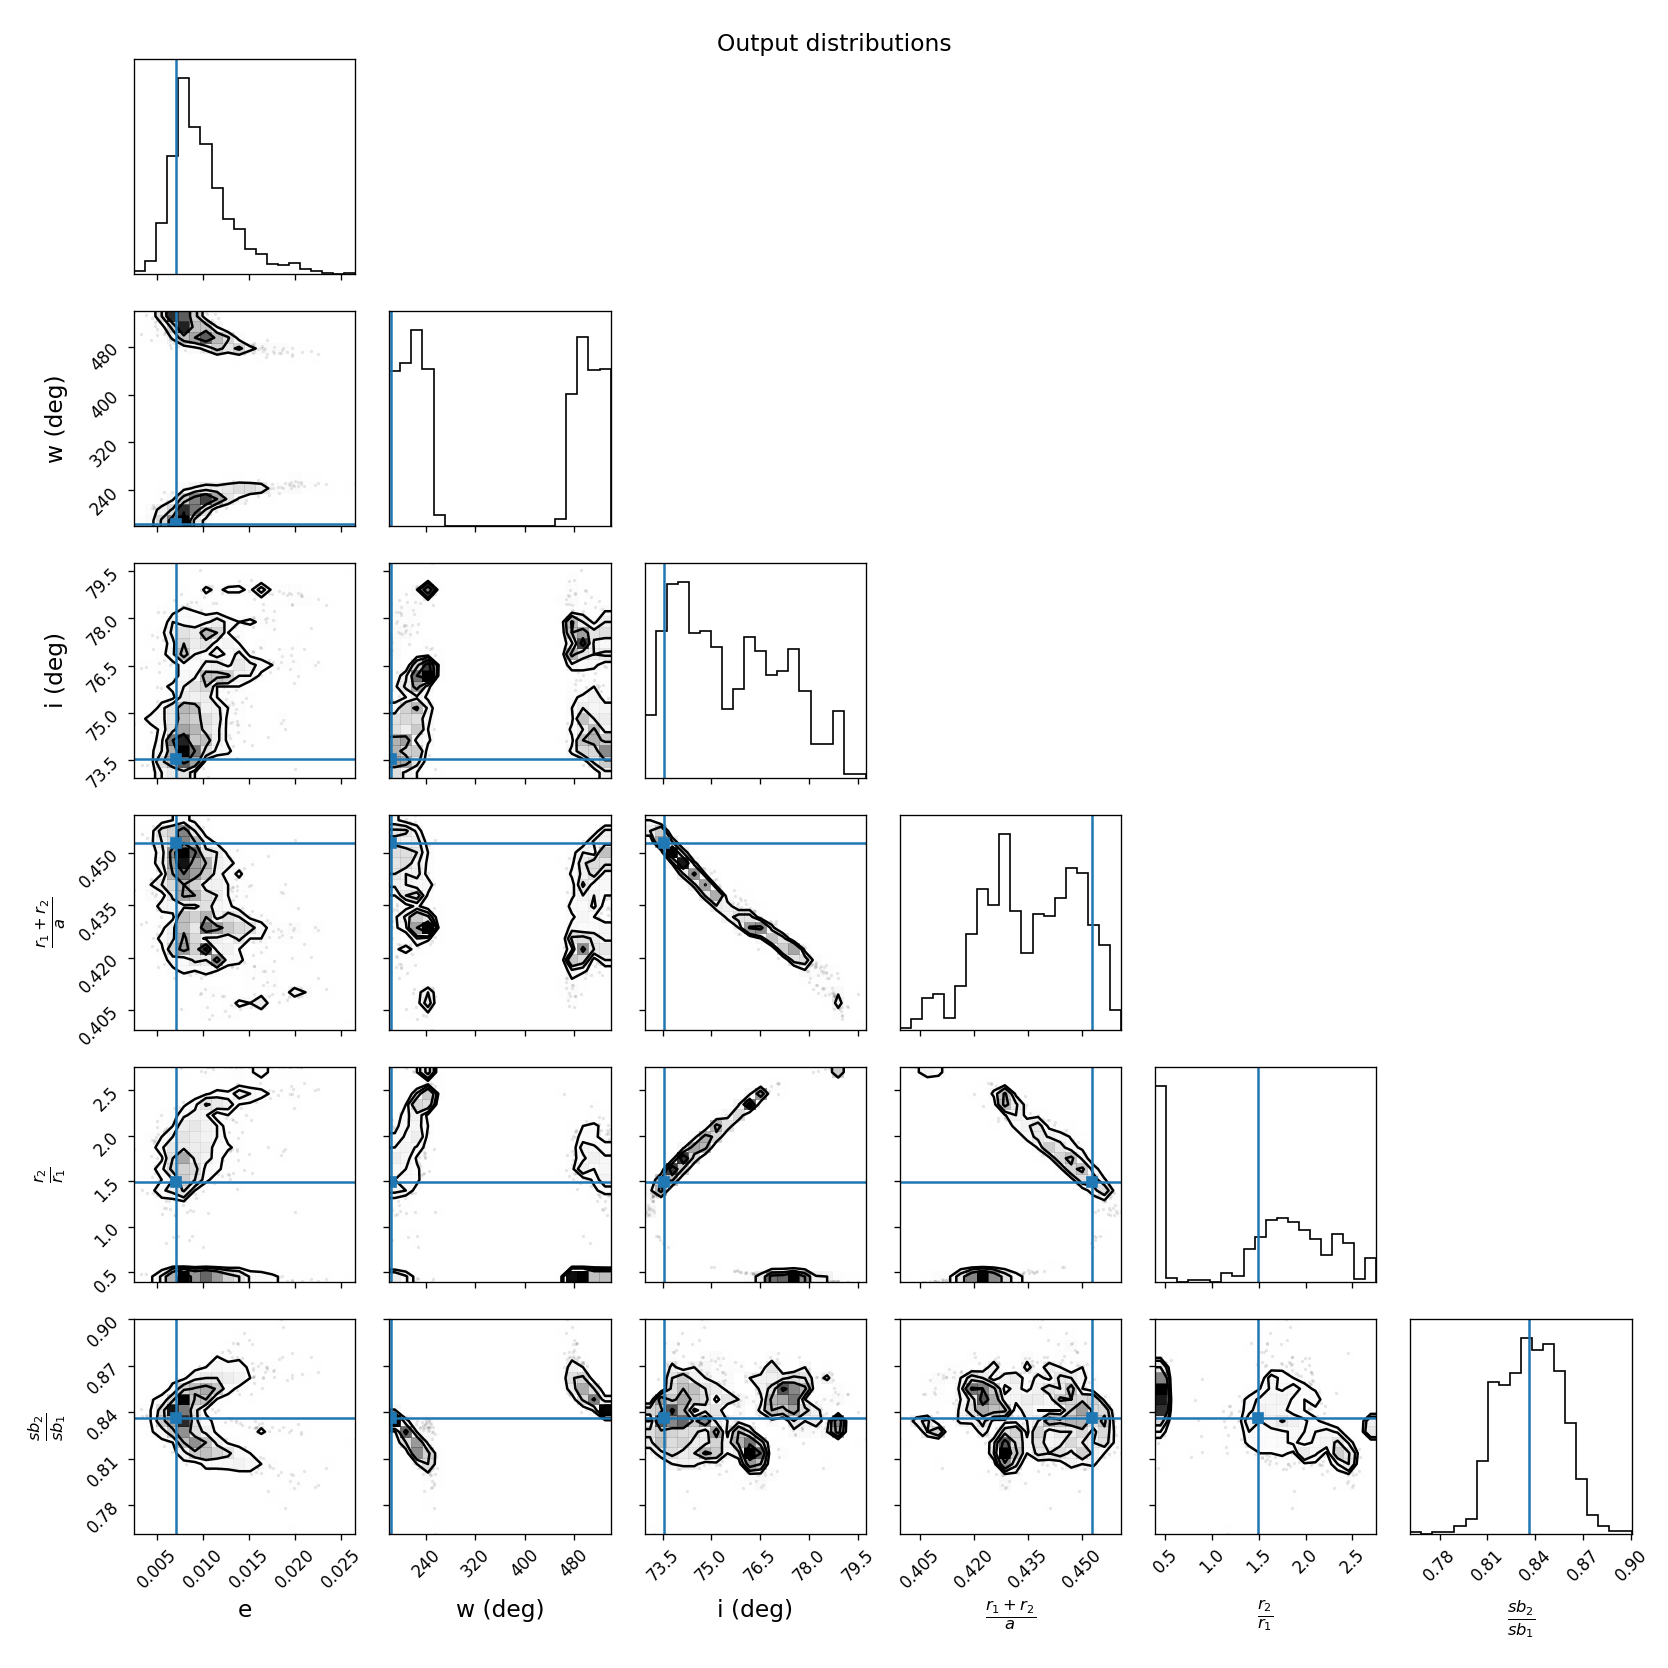 Output distributions
w (deg)
480
400
320
240
i (deg)
79.5
78.0
76.5
75.0
73.5
r₁ + r₂
a
0.450
0.435
0.420
0.405
r₂
r₁
2.5
2.0
1.5
1.0
0.5
sb₂
sb₁
0.90
0.87
0.84
0.81
0.78
0.005 0.010 0.015 0.020 0.025
240 320 400 480
73.5 75.0 76.5 78.0 79.5
0.405 0.420 0.435 0.450
0.5 1.0 1.5 2.0 2.5
0.78 0.81 0.84 0.87 0.90
e
w (deg)
i (deg)
r₁ + r₂
a
r₂
r₁
sb₂
sb₁